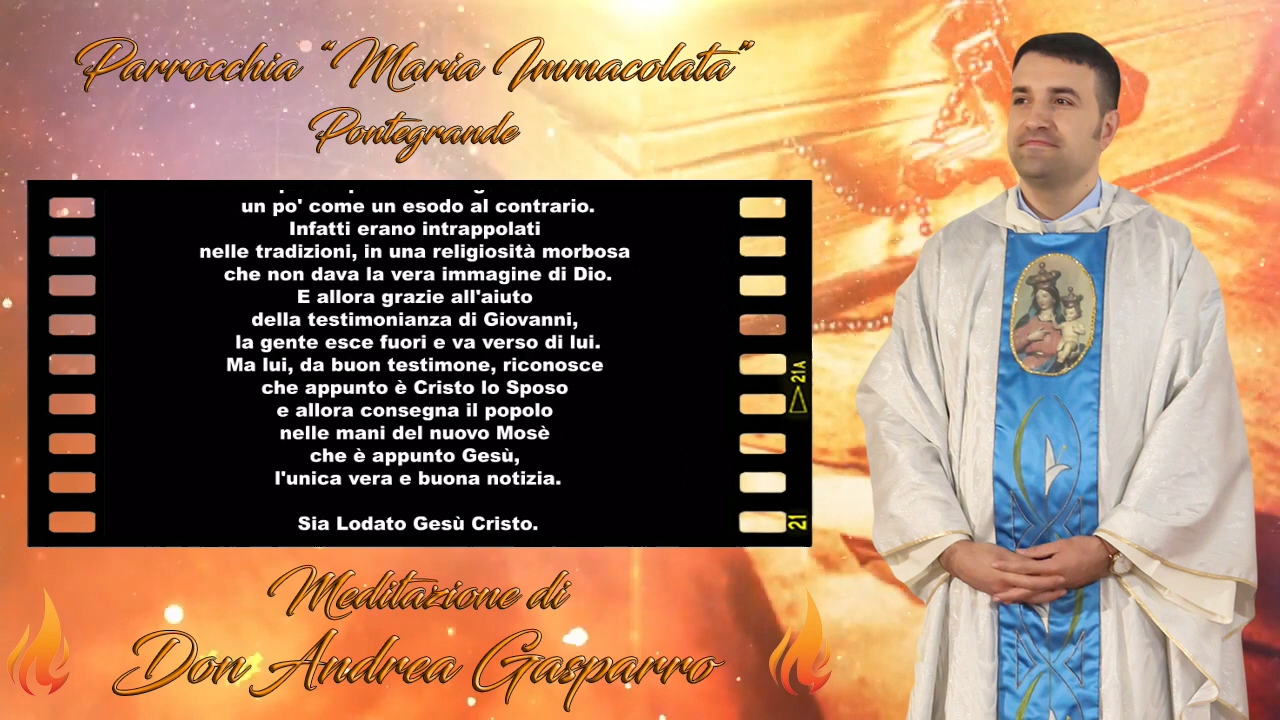 Parrocchia “Maria Immacolata”
Pontegrande
un po' come un esodo al contrario.
Infatti erano intrappolati
nelle tradizioni, in una religiosità morbosa
che non dava la vera immagine di Dio.
E allora grazie all'aiuto
della testimonianza di Giovanni,
la gente esce fuori e va verso di lui.
Ma lui, da buon testimone, riconosce
che appunto è Cristo lo Sposo
e allora consegna il popolo
nelle mani del nuovo Mosè
che è appunto Gesù,
l'unica vera e buona notizia.
Sia Lodato Gesù Cristo.
21A
21
Meditazione di
Don Andrea Gasparro